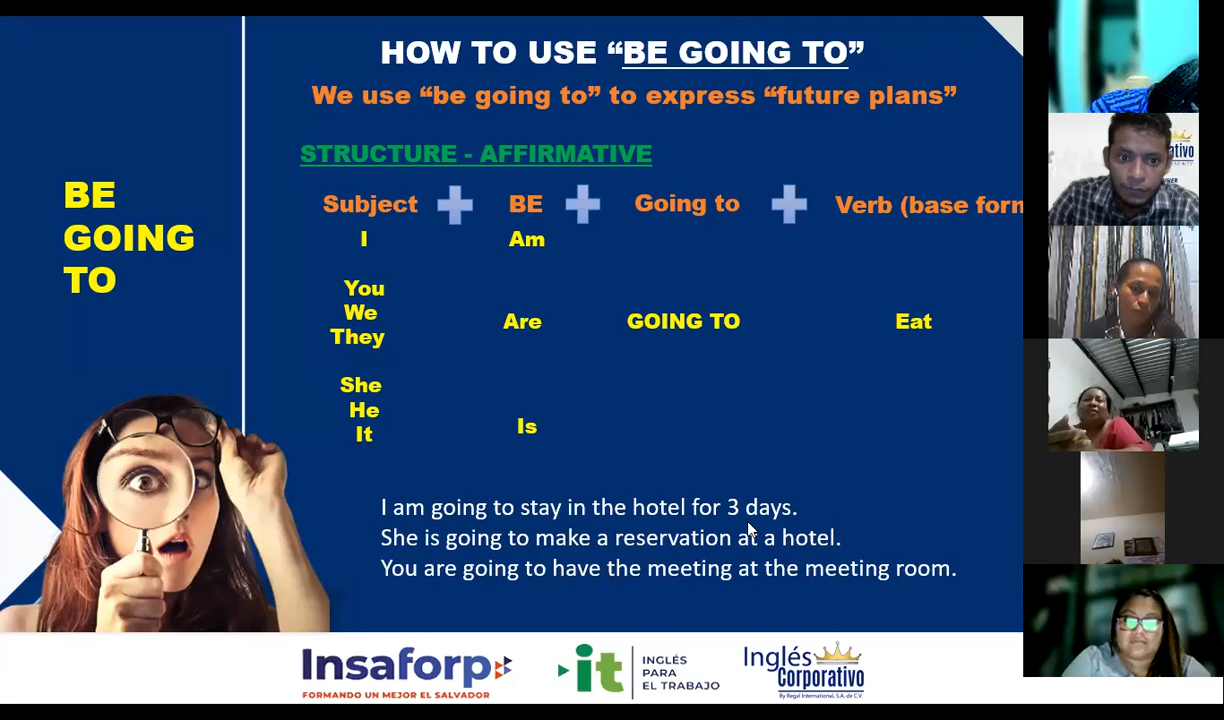 HOW TO USE “BE GOING TO”
We use “be going to” to express “future plans”
STRUCTURE - AFFIRMATIVE
BE
GOING
TO
Subject + BE + Going to + Verb (base form
I Am
You
We
They
Are GOING TO Eat
She
He
It
Is
I am going to stay in the hotel for 3 days.
She is going to make a reservation at a hotel.
You are going to have the meeting at the meeting room.
Insaforp
FORMANDO UN MEJOR EL SALVADOR
it
INGLÉS
PARA
EL TRABAJO
Inglés
Corporativo
By Regal International, S.A. de C.V.